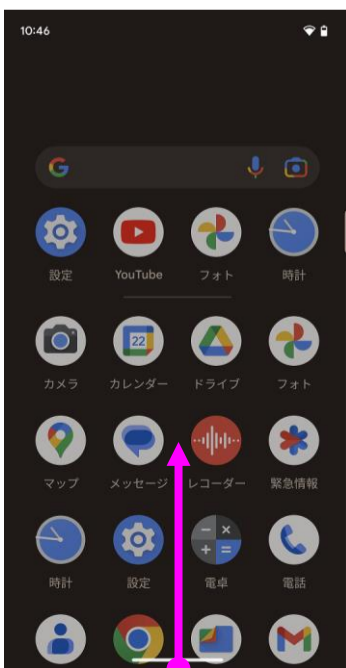 10:46
設定 YouTube フォト 時計
カメラ カレンダー ドライブ フォト
マップ メッセージ レコーダー 緊急情報
時計 設定 電卓 電話